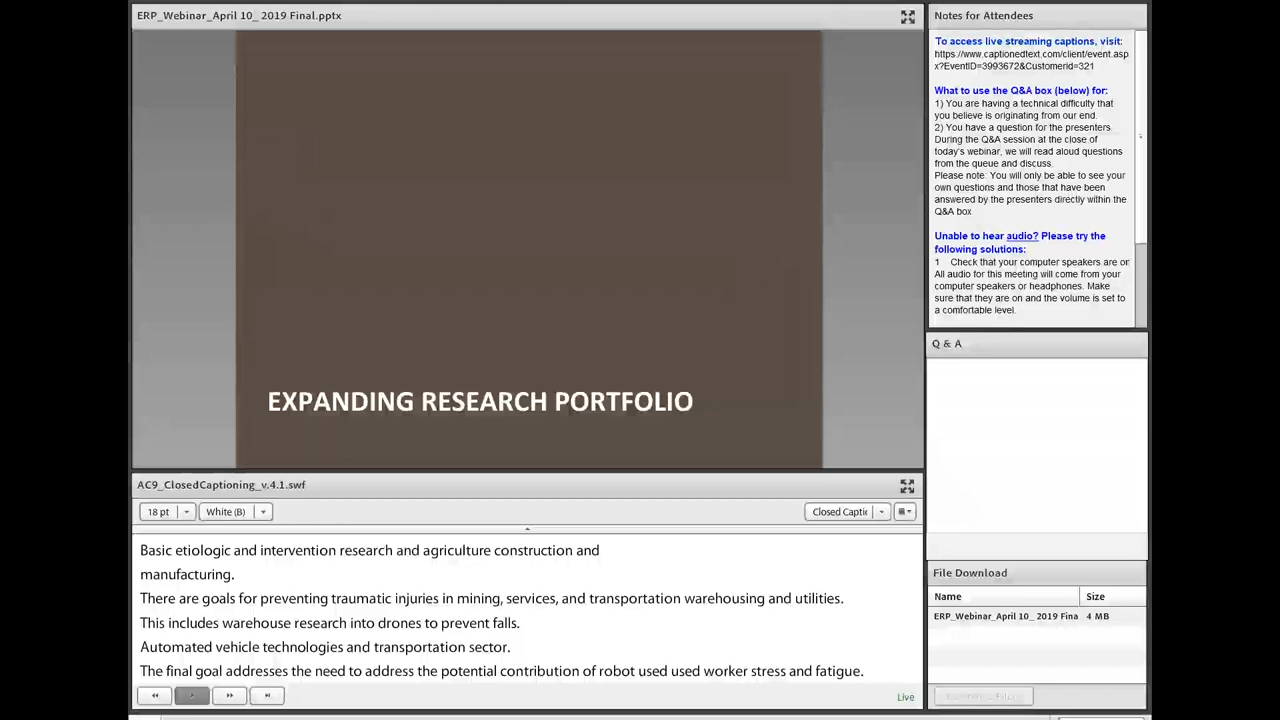 ERP_Webinar_April 10_ 2019 Final.pptx
EXPANDING RESEARCH PORTFOLIO
AC9_ClosedCaptioning_v.4.1.swf
18 pt
White (B)
Closed Capti
Basic etiologic and intervention research and agriculture construction and
manufacturing.
There are goals for preventing traumatic injuries in mining, services, and transportation warehousing and utilities.
This includes warehouse research into drones to prevent falls.
Automated vehicle technologies and transportation sector.
The final goal addresses the need to address the potential contribution of robot used used worker stress and fatigue.
Live
Notes for Attendees
To access live streaming captions, visit:
https://www.captionedtext.com/client/event.asp
x?EventID=3993672&Customerid=321
What to use the Q&A box (below) for:
1) You are having a technical difficulty that
you believe is originating from our end.
2) You have a question for the presenters.
During the Q&A session at the close of
today's webinar, we will read aloud questions
from the queue and discuss.
Please note: You will only be able to see your
own questions and those that have been
answered by the presenters directly within the
Q&A box
Unable to hear audio? Please try the
following solutions:
1 Check that your computer speakers are on
All audio for this meeting will come from your
computer speakers or headphones. Make
sure that they are on and the volume is set to
a comfortable level.
Q & A
File Download
Name Size
ERP_Webinar_April 10_ 2019 Fina 4 MB